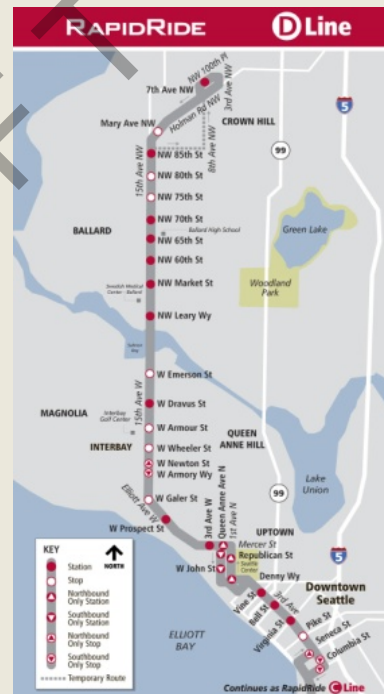 RAPIDRIDE D Line
NW 100th Pl
7th Ave NW
3rd Ave NW
Holman Rd NW
Mary Ave NW
CROWN HILL
5
99
15th Ave NW
8th Ave NW
NW 85th St
NW 80th St
NW 75th St
NW 70th St
Ballard High School
BALLARD
NW 65th St
NW 60th St
Green Lake
Woodland
Park
Swedish Medical
Center - Ballard
NW Market St
NW Leary Wy
Salmon
Bay
W Emerson St
15th Ave W
W Dravus St
MAGNOLIA
Interbay
Golf Center
W Armour St
QUEEN
ANNE HILL
INTERBAY
W Wheeler St
W Newton St
W Armory Wy
Lake
Union
Elliott Ave W
W Galer St
99
W Prospect St
3rd Ave W
Queen Anne Ave N
1st Ave N
UPTOWN
Mercer St
Republican St
Seattle
Center
5
W John St
Denny Wy
Downtown
Seattle
Vine St
3rd Ave
Bell St
Virginia St
Pike St
Seneca St
Columbia St
ELLIOTT
BAY
KEY
NORTH
Station
Stop
Northbound
Only Station
Southbound
Only Station
Northbound
Only Stop
Southbound
Only Stop
Temporary Route
Continues as RapidRide C Line